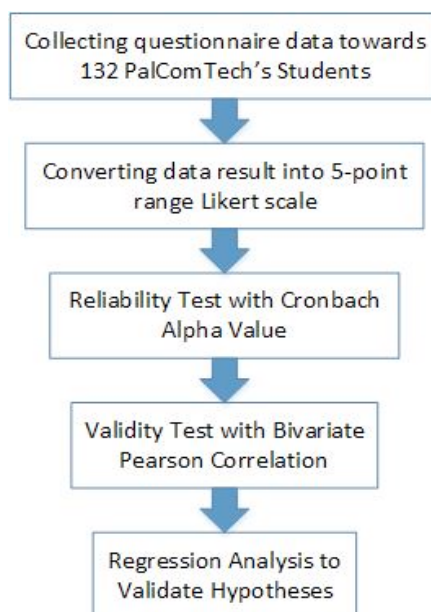 Collecting questionnaire data towards
132 PalComTech's Students
Converting data result into 5-point
range Likert scale
Reliability Test with Cronbach
Alpha Value
Validity Test with Bivariate
Pearson Correlation
Regression Analysis to
Validate Hypotheses